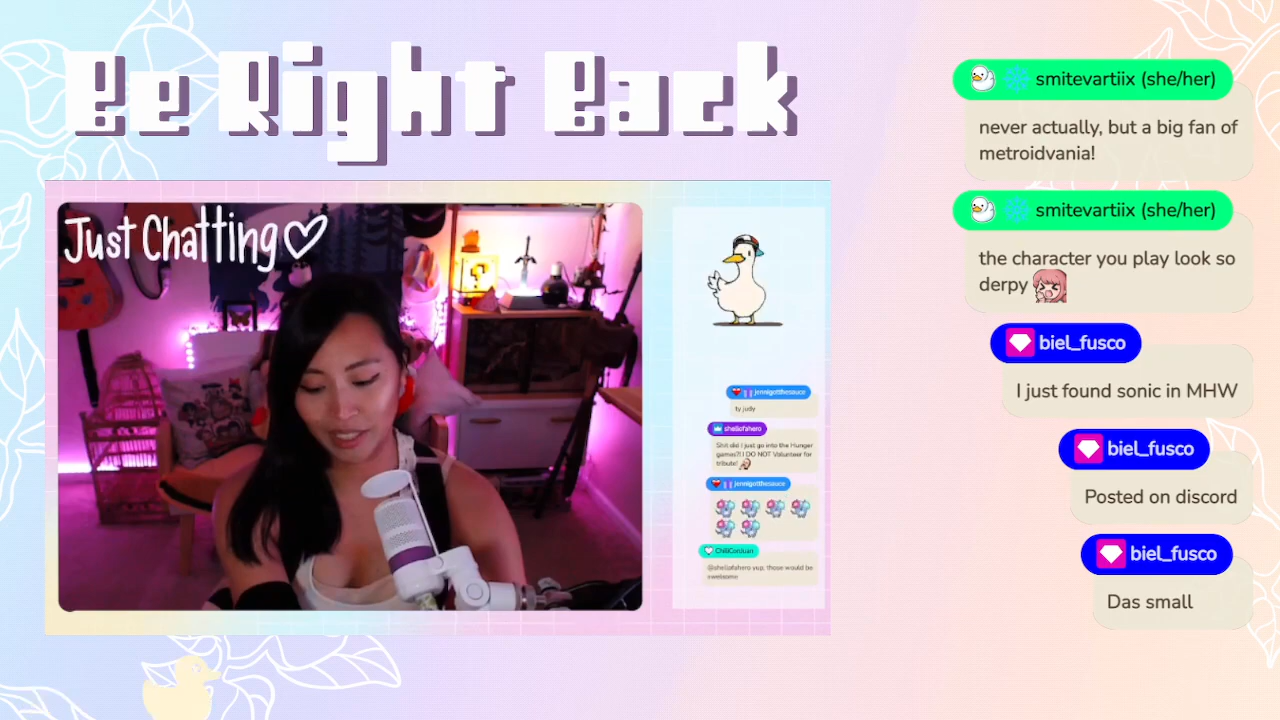 Be Right Back
Just Chatting
jennigotthesauce
ty judy
shellofahero
Shit did I just go into the Hunger
games?! I DO NOT Volunteer for
tribute!
jennigotthesauce
ChiliConJuan
@shellofahero yup, those would be
awesome
smitevartiix (she/her)
never actually, but a big fan of
metroidvania!
smitevartiix (she/her)
the character you play look so
derpy
biel_fusco
I just found sonic in MHW
biel_fusco
Posted on discord
biel_fusco
Das small